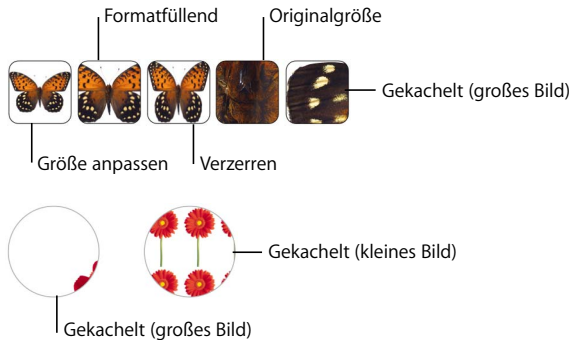 Formatfüllend
Originalgröße
Gekachelt (großes Bild)
Größe anpassen
Verzerren
Gekachelt (kleines Bild)
Gekachelt (großes Bild)